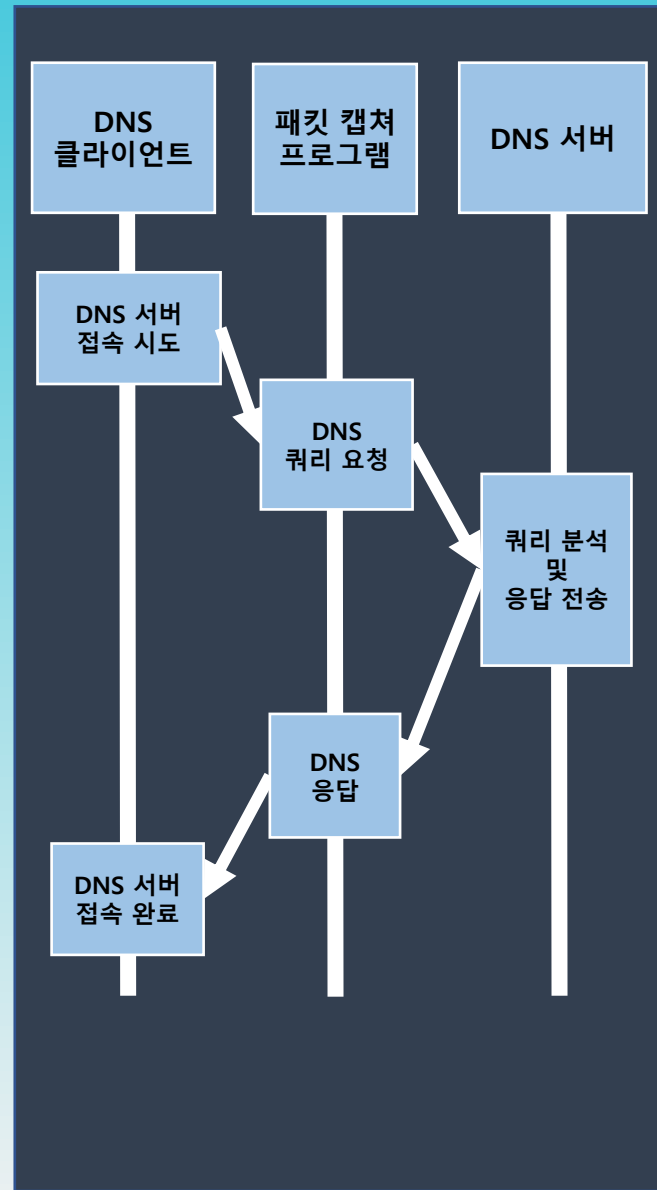 DNS
클라이언트
패킷 캡쳐
프로그램
DNS 서버
DNS 서버
접속 시도
DNS
쿼리 요청
쿼리 분석
및
응답 전송
DNS
응답
DNS 서버
접속 완료